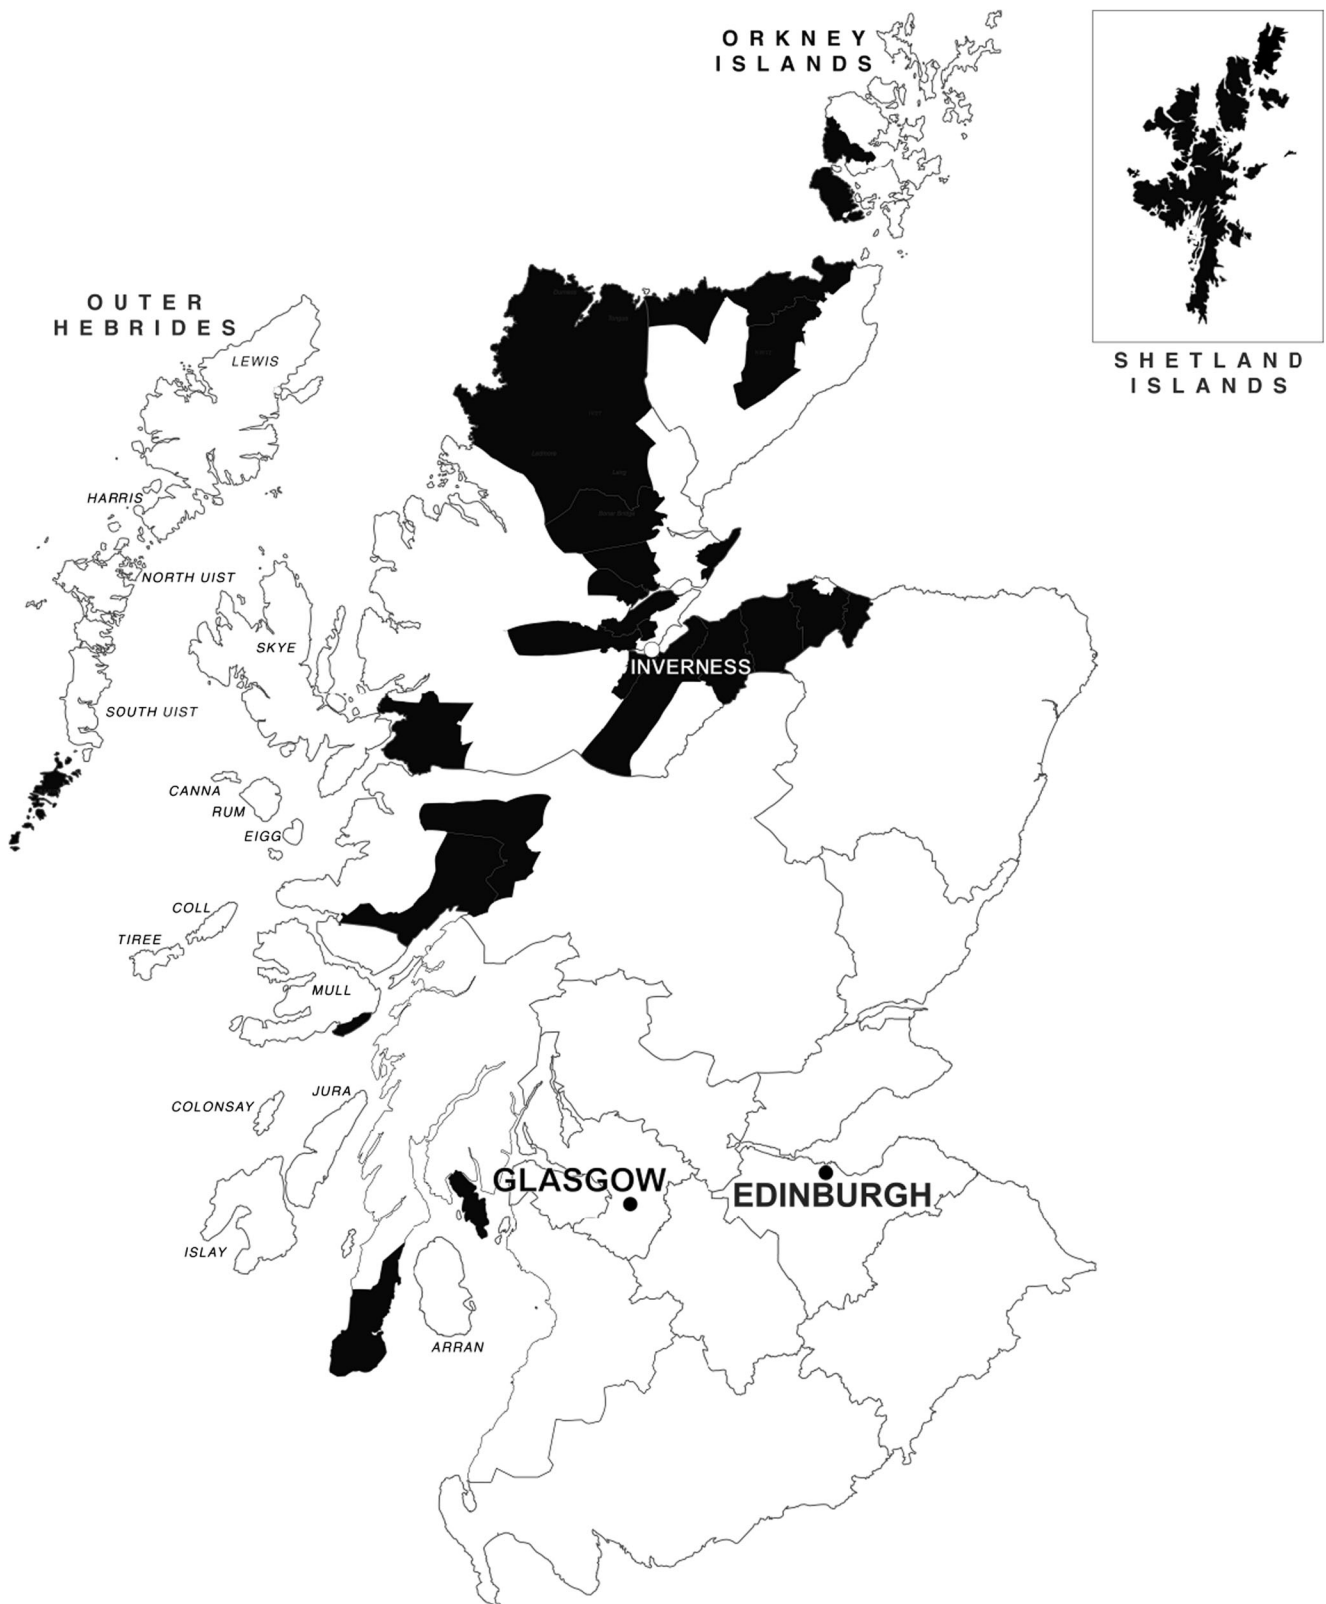 ORKNEY
ISLANDS
OUTER
HEBRIDES
LEWIS
SHETLAND
ISLANDS
HARRIS
NORTH UIST
SKYE
INVERNESS
SOUTH UIST
CANNA
RUM
EIGG
COLL
TIREE
MULL
JURA
COLONSAY
GLASGOW
EDINBURGH
ISLAY
ARRAN